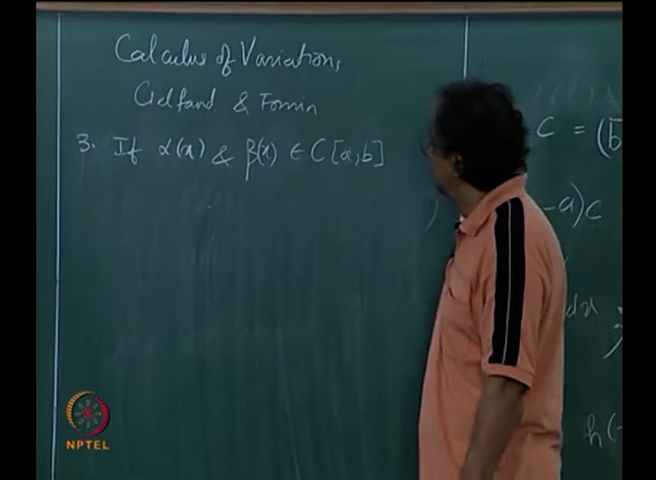 Calculus of Variations,
Gelfand & Fomin
3. If α(x) & β(x) ∈ C[a,b]
C = (b
-a)c
dx
h(
NPTEL